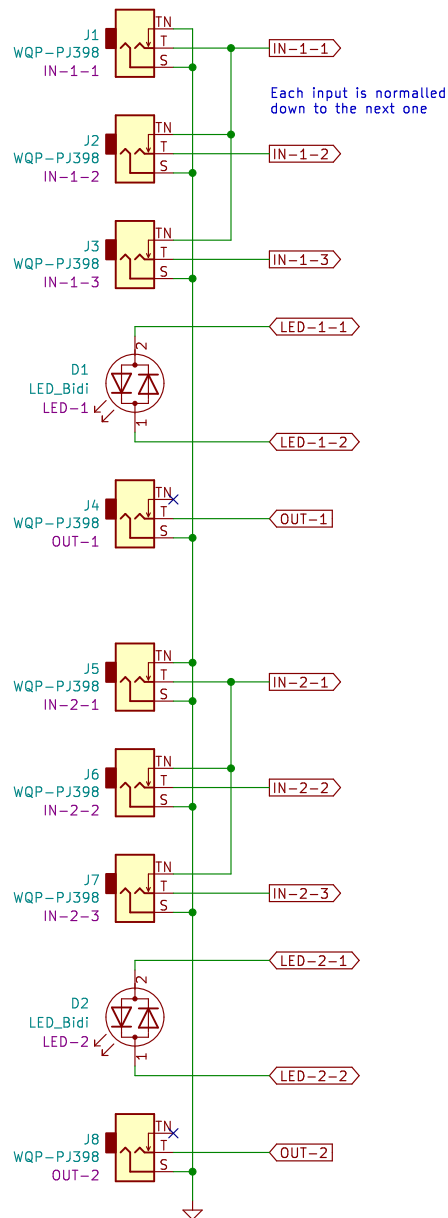 J1
WQP-PJ398
IN-1-1
TN
T
S
IN-1-1
Each input is normalled
down to the next one
J2
WQP-PJ398
IN-1-2
TN
T
S
IN-1-2
J3
WQP-PJ398
IN-1-3
TN
T
S
IN-1-3
LED-1-1
2
D1
LED_Bidi
LED-1
1
LED-1-2
J4
WQP-PJ398
OUT-1
TN
T
S
OUT-1
J5
WQP-PJ398
IN-2-1
TN
T
S
IN-2-1
J6
WQP-PJ398
IN-2-2
TN
T
S
IN-2-2
J7
WQP-PJ398
IN-2-3
TN
T
S
IN-2-3
LED-2-1
2
D2
LED_Bidi
LED-2
1
LED-2-2
J8
WQP-PJ398
OUT-2
TN
T
S
OUT-2